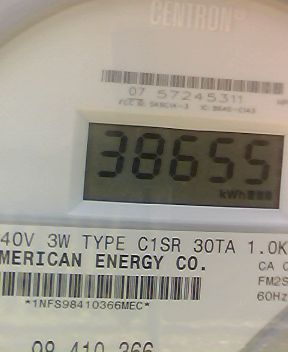 CENTRON®
07 57245311
38655
kWh
40V 3W TYPE C1SR 30TA 1.0K
MERICAN ENERGY CO.
CA 0
FM2S
*1NFS98410366MEC*
60Hz
98 410 366